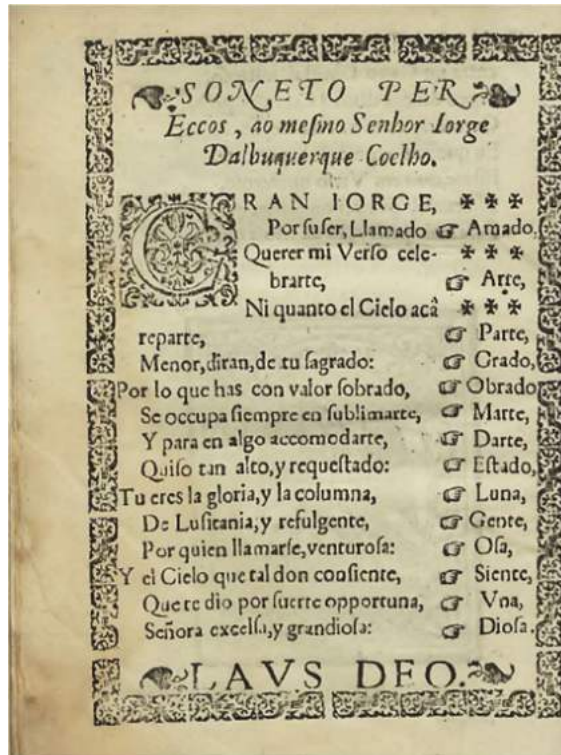 SONETO PER
Eccos, ao meſmo Senhor Iorge
Dalbuquerque Coelho.
GRAN IORGE, ✠ ✠ ✠
Por ſu ſer, Llamado ☞ Amado,
Querer mi Verſo cele- ✠ ✠ ✠
brarte, ☞ Arte,
Ni quanto el Cielo acâ ✠ ✠ ✠
reparte, ☞ Parte,
Menor, diran, de tu ſagrado: ☞ Grado,
Por lo que has con valor ſobrado, ☞ Obrado
Se occupa ſiempre en ſublimarte, ☞ Marte,
Y para en algo accomodarte, ☞ Darte,
Quiſo tan alto, y requeſtado: ☞ Eſtado,
Tu eres la gloria, y la columna, ☞ Luna,
De Luſitania, y refulgente, ☞ Gente,
Por quien llamarſe, venturoſa: ☞ Oſa,
Y el Cielo que tal don conſiente, ☞ Siente,
Que te dio por ſuerte opportuna, ☞ Vna,
Señora excelſa, y grandioſa: ☞ Dioſa.
LAVS DEO.